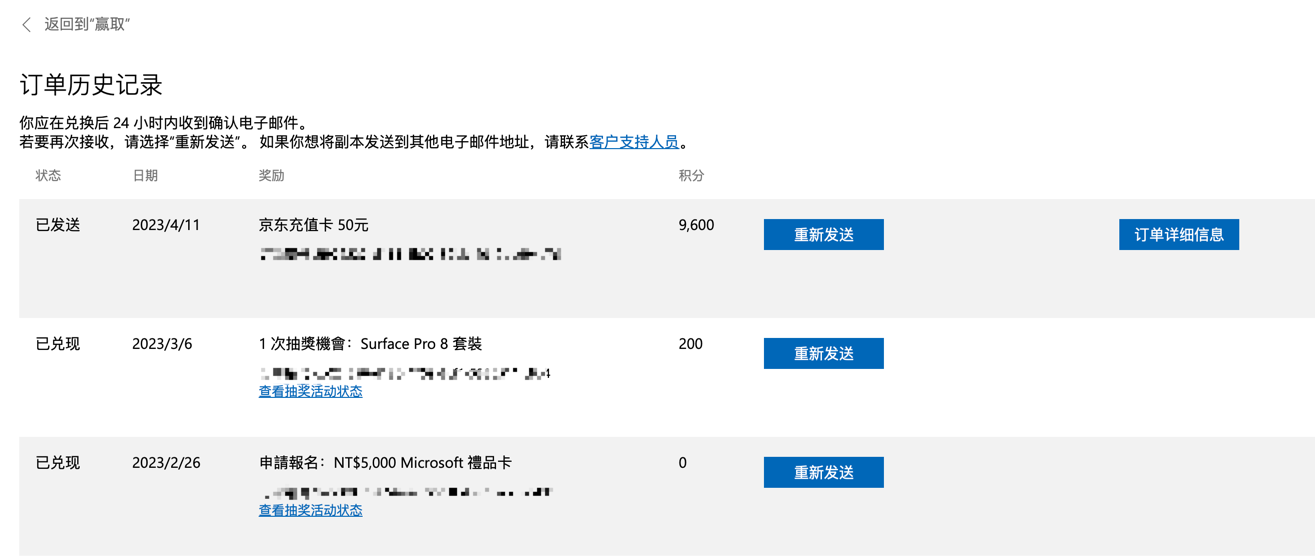 返回到“赢取”
订单历史记录
你应在兑换后 24 小时内收到确认电子邮件。
若要再次接收，请选择“重新发送”。 如果你想将副本发送到其他电子邮件地址，请联系客户支持人员。
状态 日期 奖励 积分
已发送 2023/4/11 京东充值卡 50元 9,600 重新发送 订单详细信息
已兑现 2023/3/6 1 次抽獎機會：Surface Pro 8 套裝 200 重新发送
查看抽奖活动状态
已兑现 2023/2/26 申請報名：NT$5,000 Microsoft 禮品卡 0 重新发送
查看抽奖活动状态